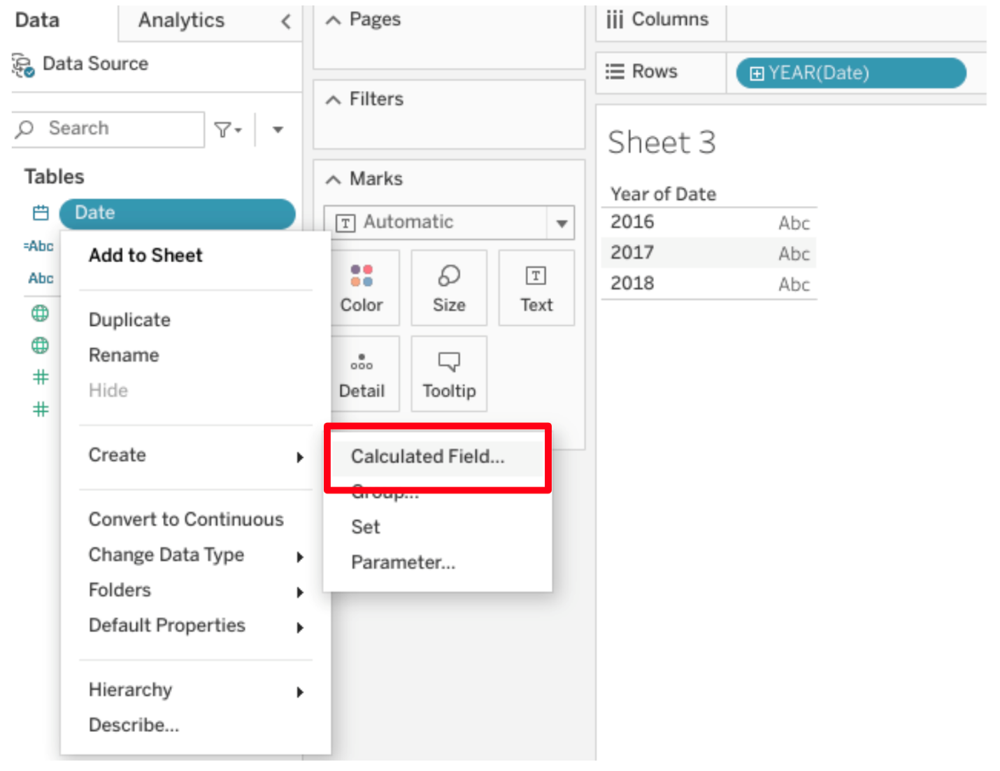 Data
Analytics
Data Source
Search
Tables
Date
=Abc
Abc
Add to Sheet
Duplicate
Rename
Hide
Create
Convert to Continuous
Change Data Type
Folders
Default Properties
Hierarchy
Describe...
Pages
Filters
Marks
T Automatic
Color
Size
T
Text
Detail
Tooltip
Calculated Field...
Group...
Set
Parameter...
Columns
Rows
YEAR(Date)
Sheet 3
Year of Date
2016 Abc
2017 Abc
2018 Abc